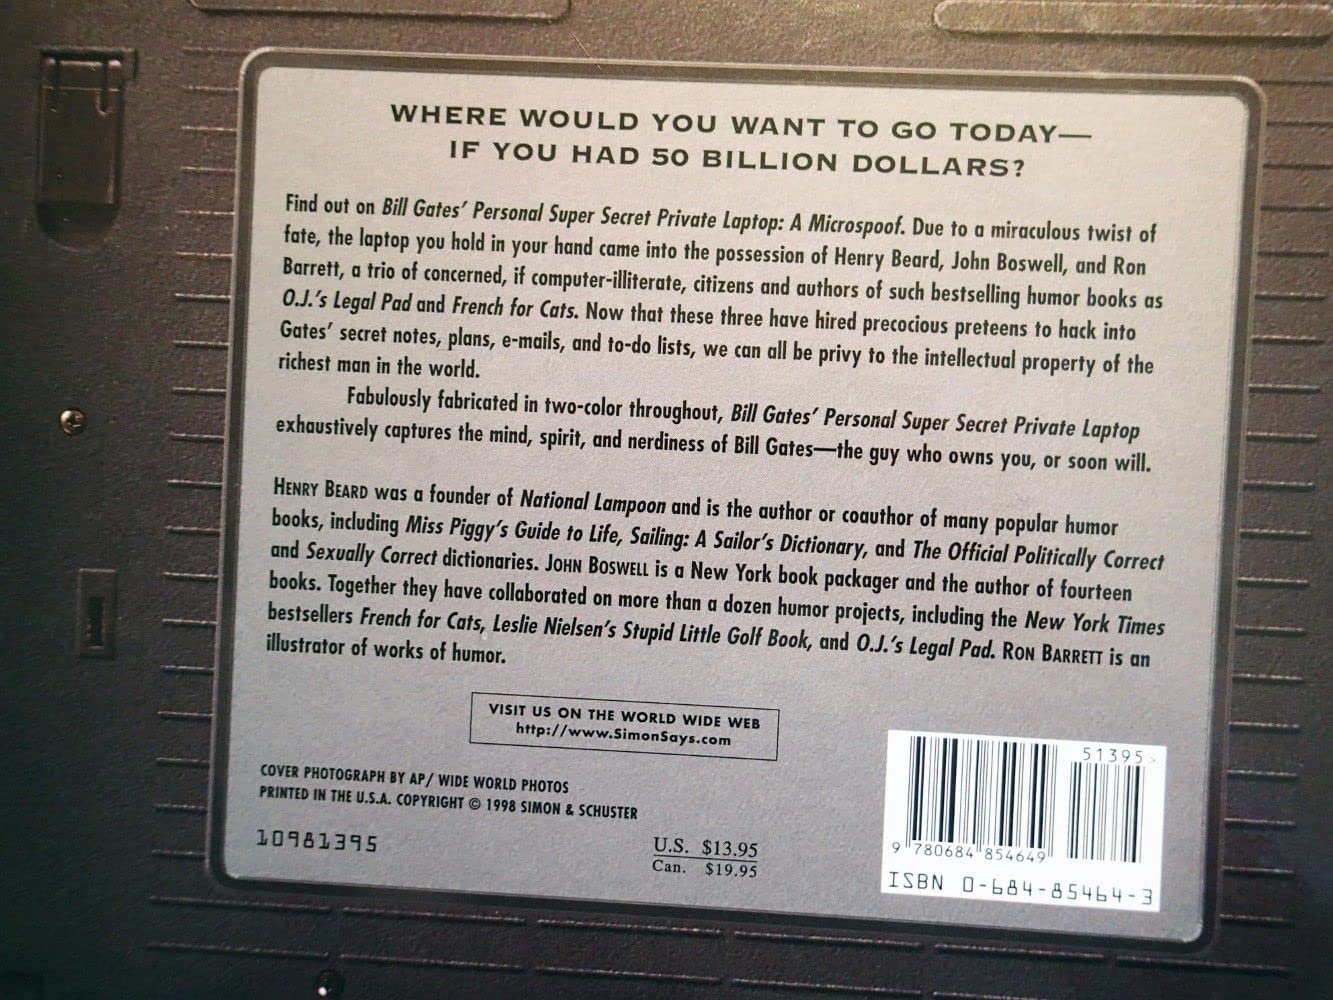 WHERE WOULD YOU WANT TO GO TODAY—
IF YOU HAD 50 BILLION DOLLARS?
Find out on Bill Gates' Personal Super Secret Private Laptop: A Microspoof. Due to a miraculous twist of
fate, the laptop you hold in your hand came into the possession of Henry Beard, John Boswell, and Ron
Barrett, a trio of concerned, if computer-illiterate, citizens and authors of such bestselling humor books as
O.J.'s Legal Pad and French for Cats. Now that these three have hired precocious preteens to hack into
Gates' secret notes, plans, e-mails, and to-do lists, we can all be privy to the intellectual property of the
richest man in the world.
Fabulously fabricated in two-color throughout, Bill Gates' Personal Super Secret Private Laptop
exhaustively captures the mind, spirit, and nerdiness of Bill Gates—the guy who owns you, or soon will.
HENRY BEARD was a founder of National Lampoon and is the author or coauthor of many popular humor
books, including Miss Piggy's Guide to Life, Sailing: A Sailor's Dictionary, and The Official Politically Correct
and Sexually Correct dictionaries. JOHN BOSWELL is a New York book packager and the author of fourteen
books. Together they have collaborated on more than a dozen humor projects, including the New York Times
bestsellers French for Cats, Leslie Nielsen's Stupid Little Golf Book, and O.J.'s Legal Pad. RON BARRETT is an
illustrator of works of humor.
VISIT US ON THE WORLD WIDE WEB
http://www.SimonSays.com
COVER PHOTOGRAPH BY AP/ WIDE WORLD PHOTOS
PRINTED IN THE U.S.A. COPYRIGHT © 1998 SIMON & SCHUSTER
10981395
U.S. $13.95
Can. $19.95
51395>
9 780684 854649
ISBN 0-684-85464-3